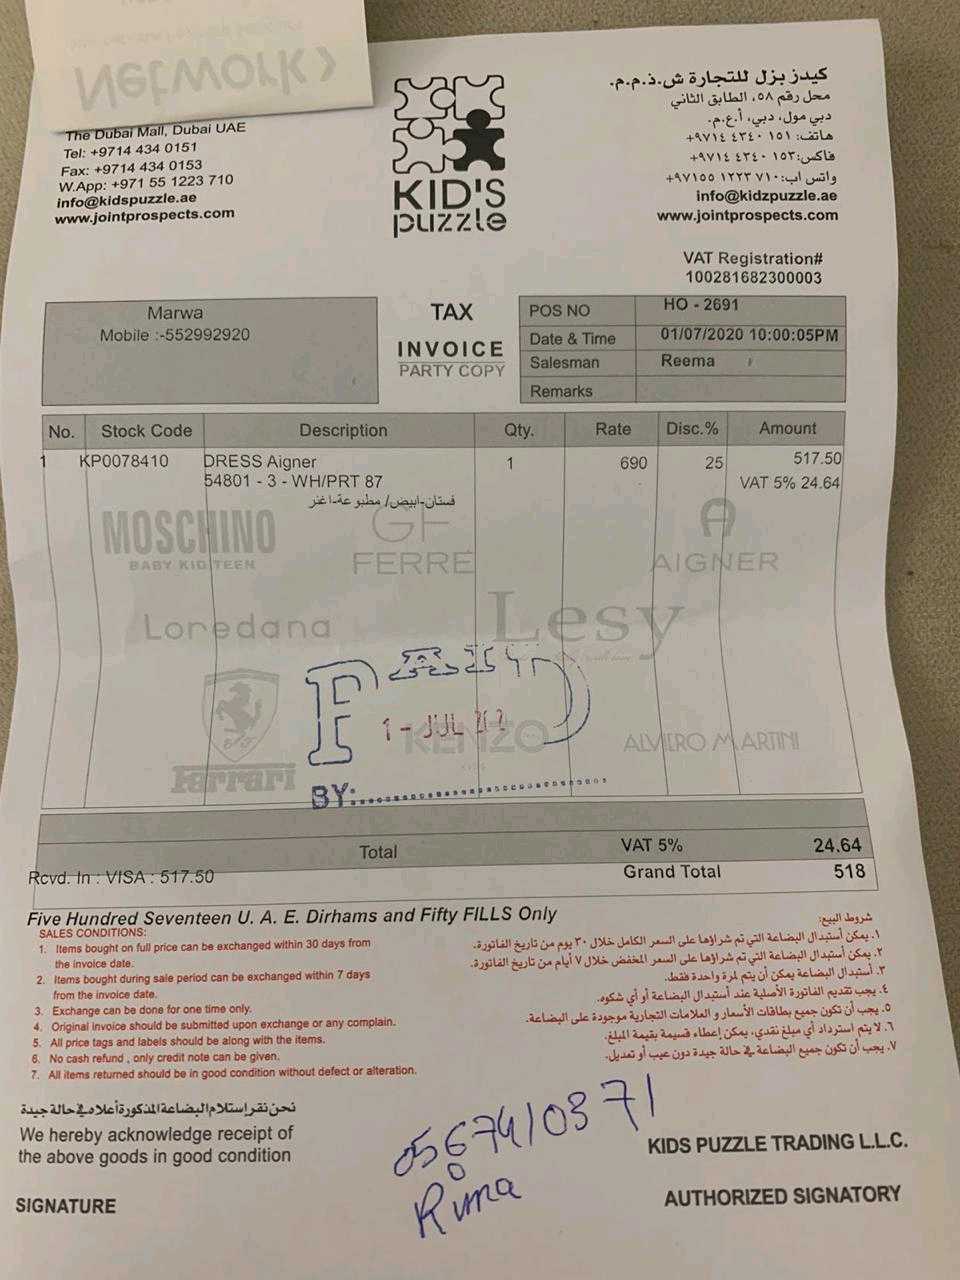 Network >
The Dubai Mall, Dubai UAE
Tel: +9714 434 0151
Fax: +9714 434 0153
W.App: +971 55 1223 710
info@kidspuzzle.ae
www.jointprospects.com
KID'S
puzzle
كيدز بزل للتجارة ش.ذ.م.م.
محل رقم ٥٨، الطابق الثاني
دبي مول، دبي، أ.ع.م.
هاتف: ٠١٥١ ٤٣٤ ٩٧١٤+
فاكس: ٠١٥٣ ٤٣٤ ٩٧١٤+
واتس اب: ٧١٠ ١٢٢٣ ٩٧١٥٥+
info@kidzpuzzle.ae
www.jointprospects.com
VAT Registration#
100281682300003
Marwa
Mobile :-552992920
TAX
INVOICE
PARTY COPY
POS NO HO - 2691
Date & Time 01/07/2020 10:00:05PM
Salesman Reema
Remarks
No. Stock Code Description Qty. Rate Disc.% Amount
1 KP0078410 DRESS Aigner 1 690 25 517.50
54801 - 3 - WH/PRT 87 VAT 5% 24.64
فستان-ابيض/ مطبوعة-اغنر
MOSCHINO
BABY KID TEEN
GF
FERRE
AIGNER
Loredana
Lesy
PAID
1 - JUL
KENZO
KIDS
ALVIERO MARTINI
Ferrari
BY:
Total VAT 5% 24.64
Rcvd. In : VISA : 517.50 Grand Total 518
Five Hundred Seventeen U. A. E. Dirhams and Fifty FILLS Only
SALES CONDITIONS:
1. Items bought on full price can be exchanged within 30 days from
the invoice date.
2. Items bought during sale period can be exchanged within 7 days
from the invoice date.
3. Exchange can be done for one time only.
4. Original invoice should be submitted upon exchange or any complain.
5. All price tags and labels should be along with the items.
6. No cash refund , only credit note can be given.
7. All items returned should be in good condition without defect or alteration.
شروط البيع:
١. يمكن أستبدال البضاعة التي تم شراؤها على السعر الكامل خلال ٣٠ يوم من تاريخ الفاتورة.
٢. يمكن أستبدال البضاعة التي تم شراؤها على السعر المخفض خلال ٧ أيام من تاريخ الفاتورة.
٣. أستبدال البضاعة يمكن أن يتم لمرة واحدة فقط.
٤. يجب تقديم الفاتورة الأصلية عند أستبدال البضاعة أو أي شكوه.
٥. يجب أن تكون جميع بطاقات الأسعار و العلامات التجارية موجودة على البضاعة.
٦. لا يتم استرداد أي مبلغ نقدي، يمكن إعطاء قسيمة بقيمة المبلغ.
٧. يجب أن تكون جميع البضاعة في حالة جيدة دون عيب أو تعديل.
نحن نقر إستلام البضاعة المذكورة أعلاه في حالة جيدة
We hereby acknowledge receipt of
the above goods in good condition
0567410371
Rima
KIDS PUZZLE TRADING L.L.C.
SIGNATURE
AUTHORIZED SIGNATORY